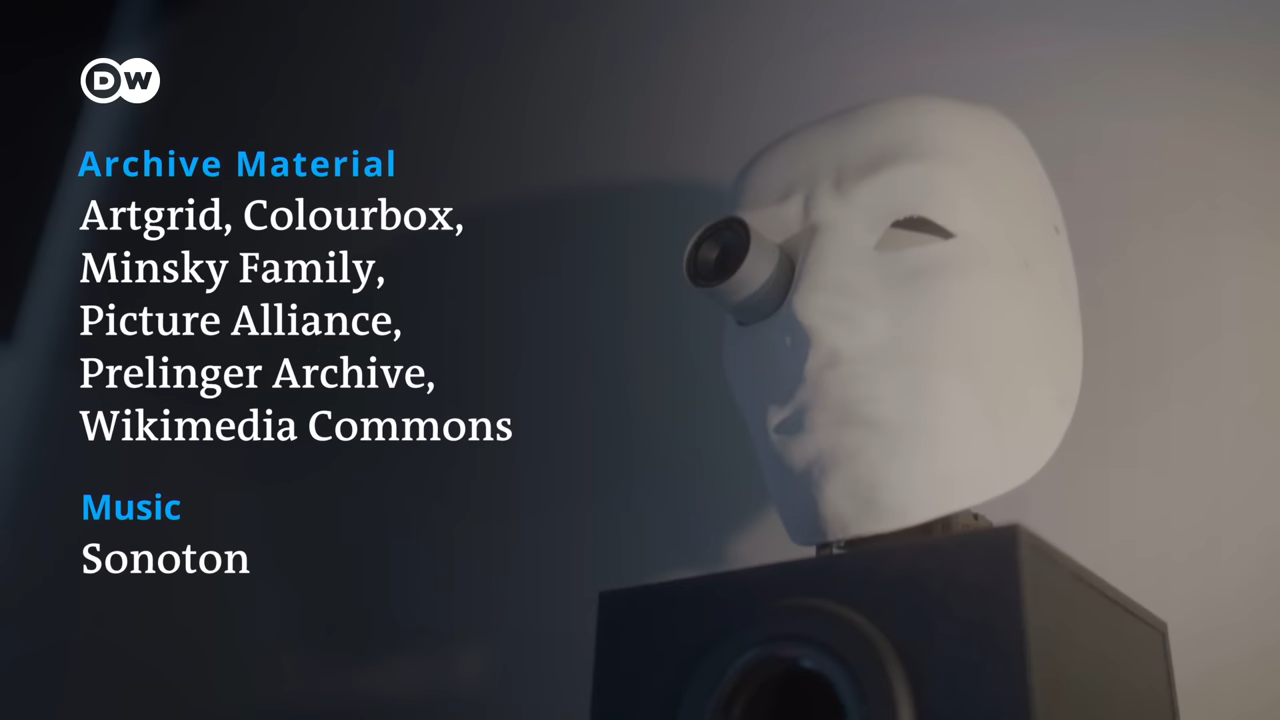 DW
Archive Material
Artgrid, Colourbox,
Minsky Family,
Picture Alliance,
Prelinger Archive,
Wikimedia Commons
Music
Sonoton